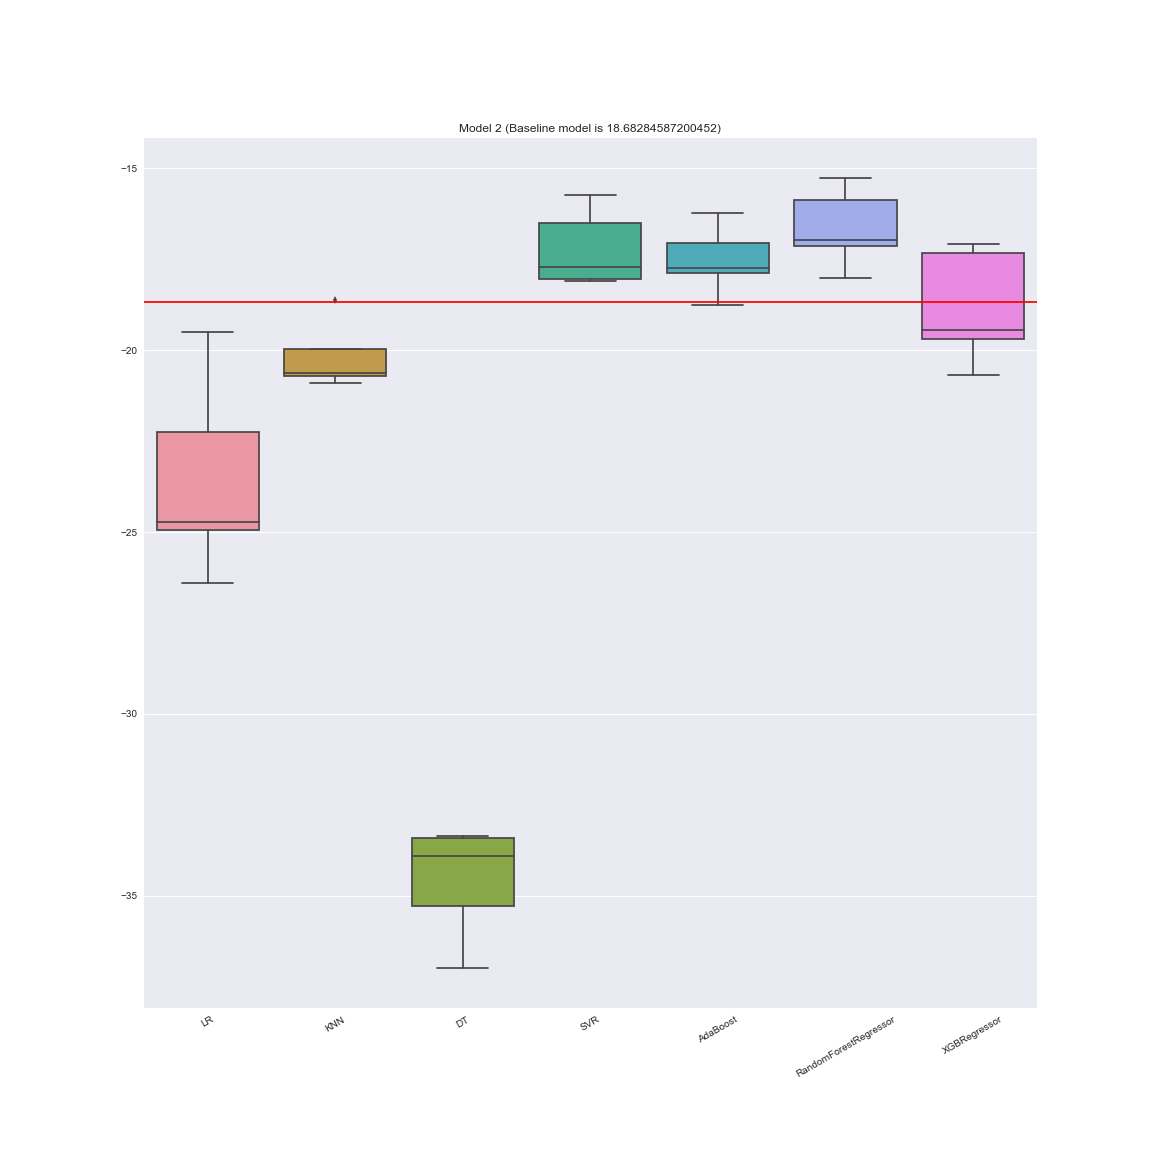 Model 2 (Baseline model is 18.68284587200452)
−15
−20
−25
−30
−35
LR
KNN
DT
SVR
AdaBoost
RandomForestRegressor
XGBRegressor